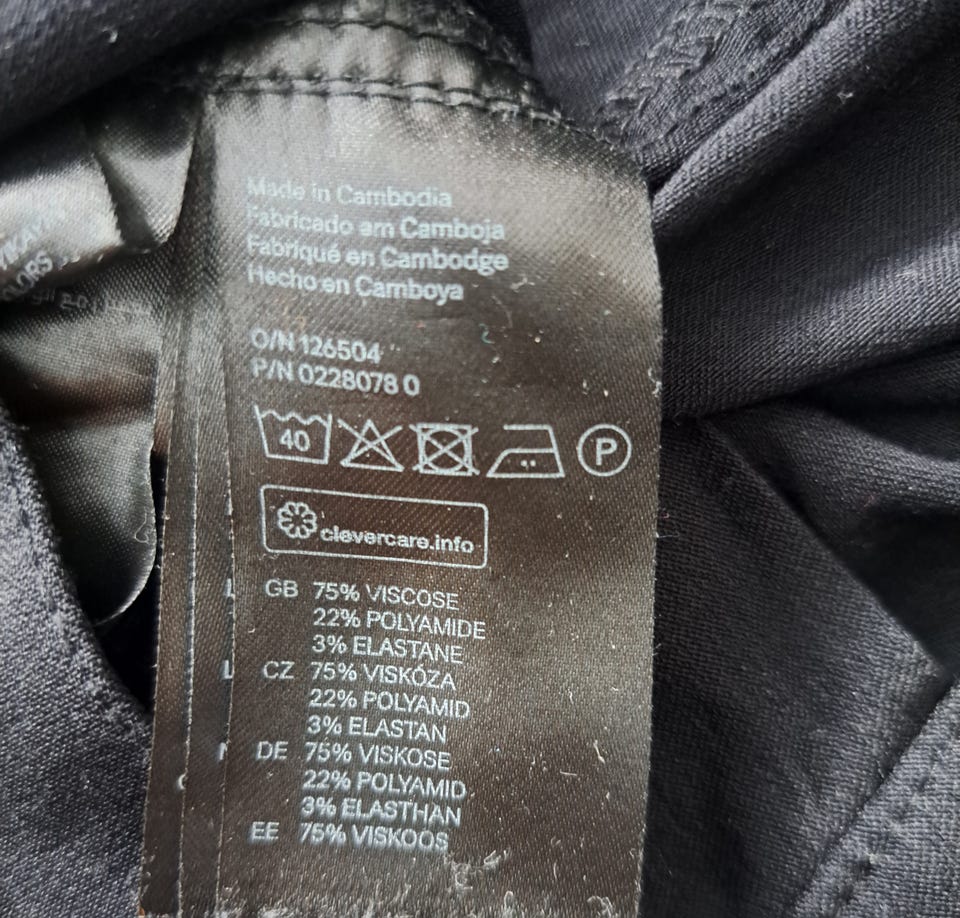 Made in Cambodia
Fabricado am Camboja
Fabriqué en Cambodge
Hecho en Camboya
O/N 126504
P/N 0228078 0
40
P
clevercare.info
GB 75% VISCOSE
22% POLYAMIDE
3% ELASTANE
CZ 75% VISKÓZA
22% POLYAMID
3% ELASTAN
DE 75% VISKOSE
22% POLYAMID
3% ELASTHAN
EE 75% VISKOOS